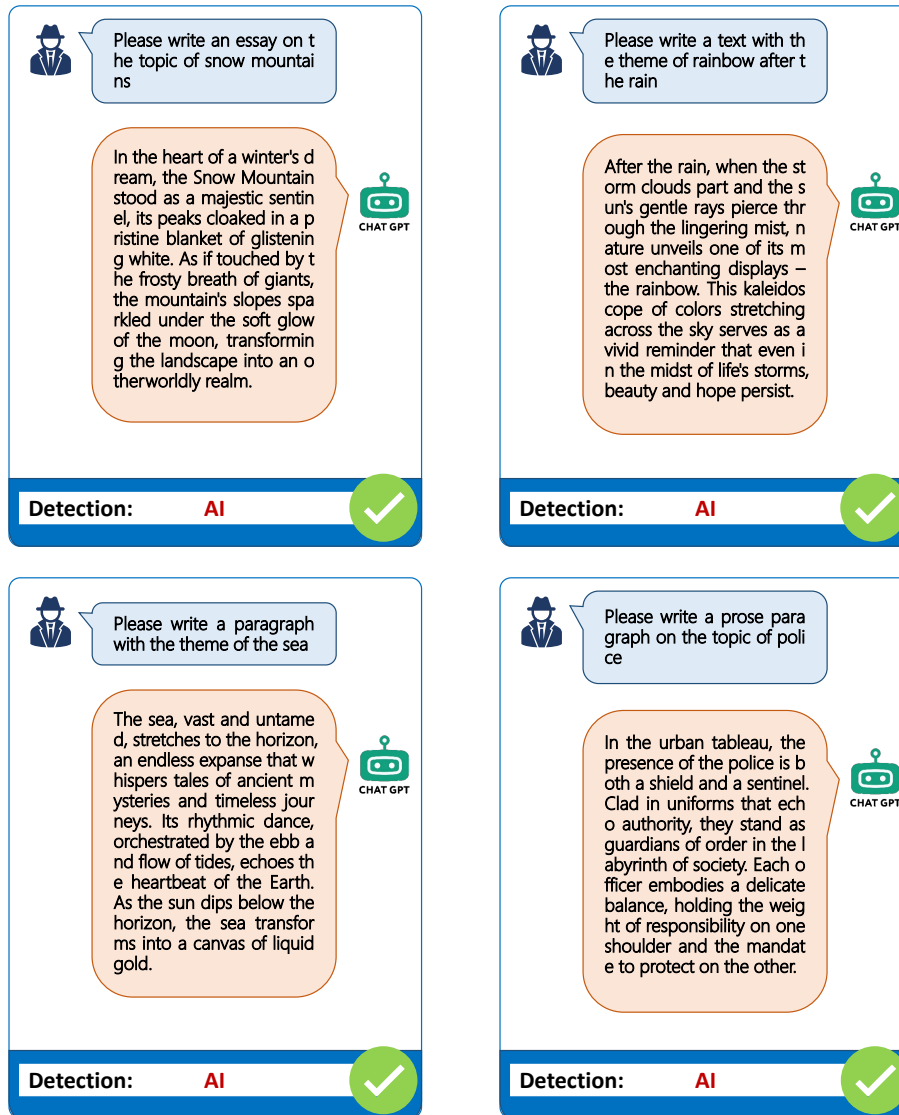 Please write an essay on t
he topic of snow mountai
ns
In the heart of a winter's d
ream, the Snow Mountain
stood as a majestic sentin
el, its peaks cloaked in a p
ristine blanket of glistenin
g white. As if touched by t
he frosty breath of giants,
the mountain's slopes spa
rkled under the soft glow
of the moon, transformin
g the landscape into an o
therworldly realm.
CHAT GPT
Detection: AI
Please write a text with th
e theme of rainbow after t
he rain
After the rain, when the st
orm clouds part and the s
un's gentle rays pierce thr
ough the lingering mist, n
ature unveils one of its m
ost enchanting displays –
the rainbow. This kaleidos
cope of colors stretching
across the sky serves as a
vivid reminder that even i
n the midst of life's storms,
beauty and hope persist.
CHAT GPT
Detection: AI
Please write a paragraph
with the theme of the sea
The sea, vast and untame
d, stretches to the horizon,
an endless expanse that w
hispers tales of ancient m
ysteries and timeless jour
neys. Its rhythmic dance,
orchestrated by the ebb a
nd flow of tides, echoes th
e heartbeat of the Earth.
As the sun dips below the
horizon, the sea transfor
ms into a canvas of liquid
gold.
CHAT GPT
Detection: AI
Please write a prose para
graph on the topic of poli
ce
In the urban tableau, the
presence of the police is b
oth a shield and a sentinel.
Clad in uniforms that ech
o authority, they stand as
guardians of order in the l
abyrinth of society. Each o
fficer embodies a delicate
balance, holding the weig
ht of responsibility on one
shoulder and the mandat
e to protect on the other.
CHAT GPT
Detection: AI